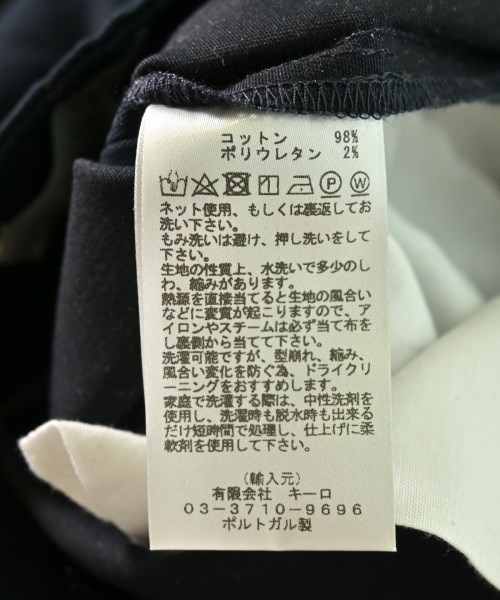 コットン 98%
ポリウレタン 2%
ネット使用、もしくは裏返してお
洗い下さい。
もみ洗いは避け、押し洗いをして
下さい。
生地の性質上、水洗いで多少のし
わ、縮みがあります。
熱源を直接当てると生地の風合い
などに変質が起こりますので、ア
イロンやスチームは必ず当て布を
し裏側から当てて下さい。
洗濯可能ですが、型崩れ、縮み、
風合い変化を防ぐ為、ドライクリ
ーニングをおすすめします。
家庭で洗濯する際は、中性洗剤を
使用し、洗濯時も脱水時も出来る
だけ短時間で処理し、仕上げに柔
軟剤を使用して下さい。
(輸入元)
有限会社 キーロ
03-3710-9696
ポルトガル製